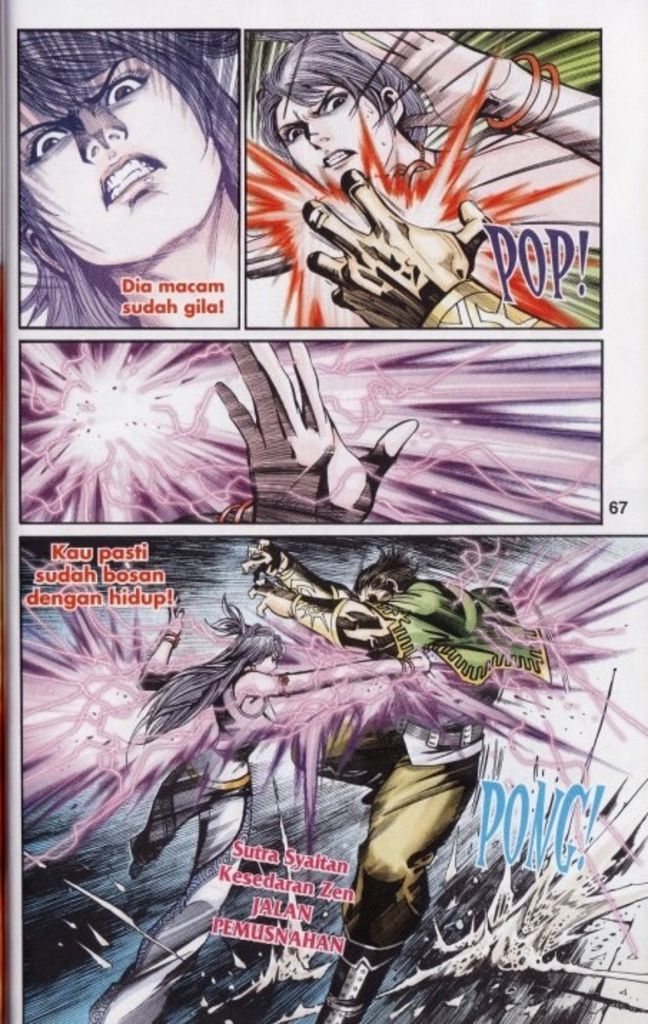 Dia macam
sudah gila!
POP!
67
Kau pasti
sudah bosan
dengan hidup!
PONG!
Sutra Syaitan
Kesedaran Zen
JALAN
PEMUSNAHAN